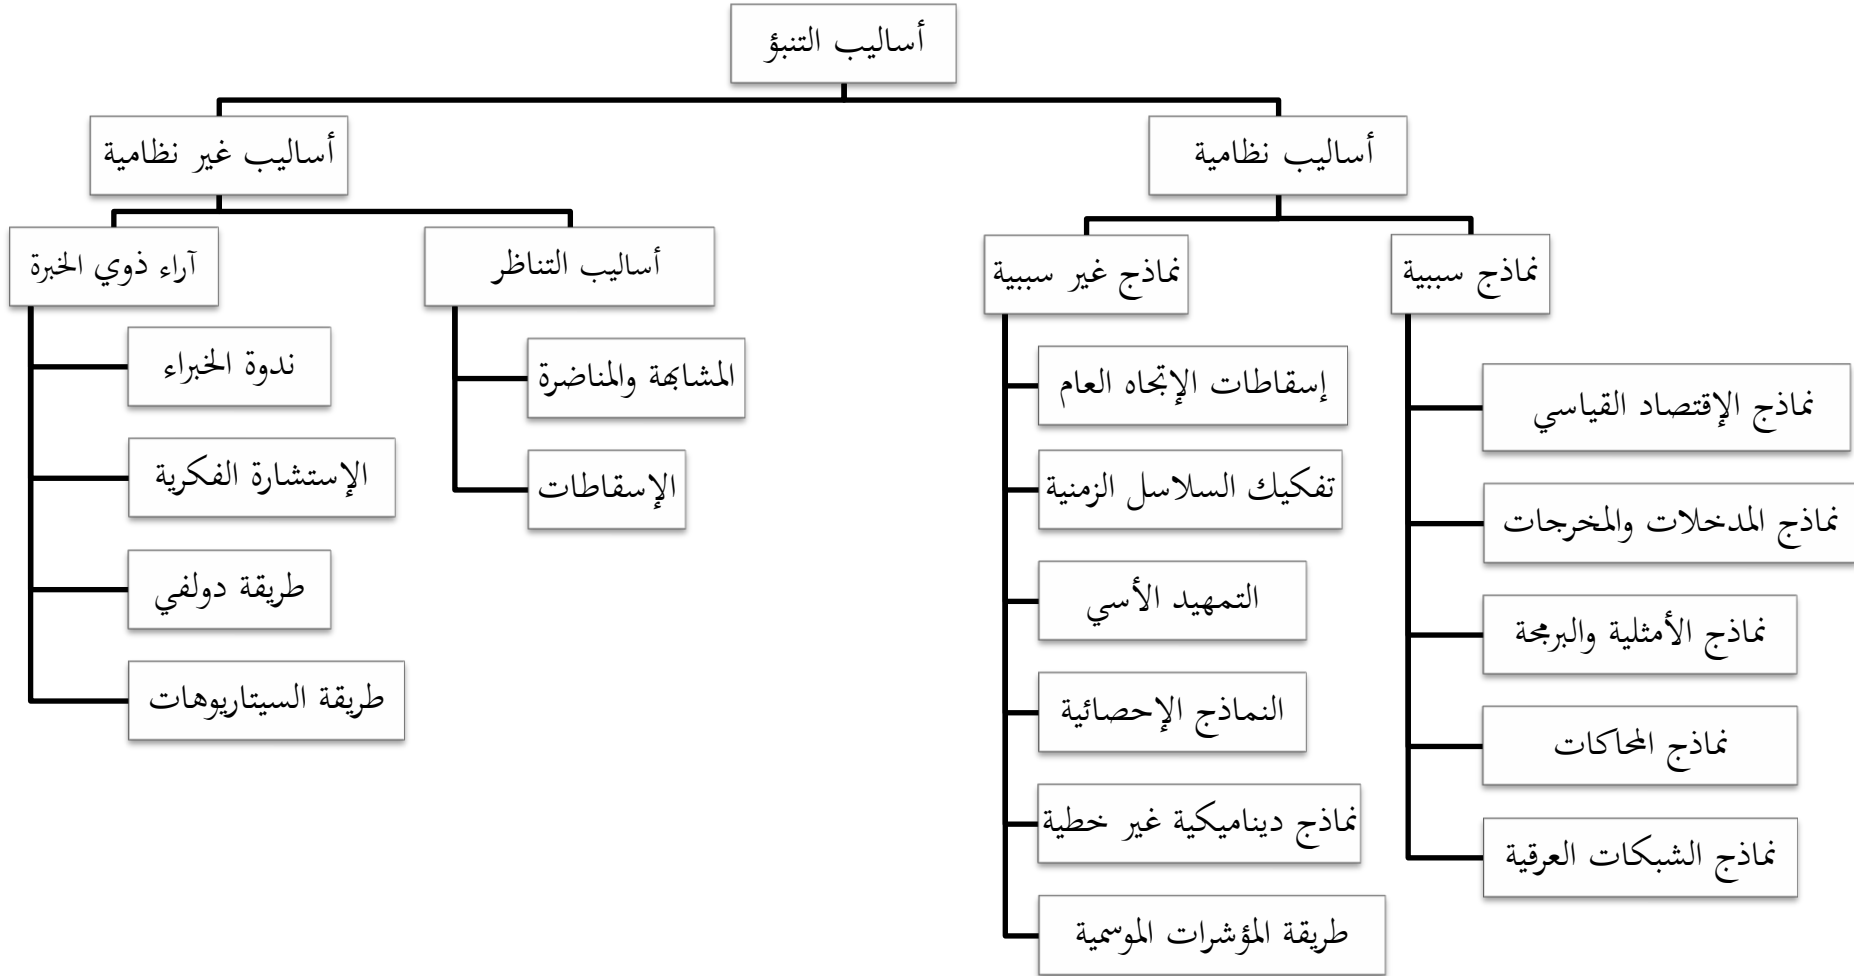 أساليب التنبؤ
أساليب نظامية
أساليب غير نظامية
نماذج سببية
نماذج غير سببية
أساليب التناظر
آراء ذوي الخبرة
نماذج الإقتصاد القياسي
نماذج المدخلات والمخرجات
نماذج الأمثلية والبرمجة
نماذج المحاكات
نماذج الشبكات العرقية
إسقاطات الإتجاه العام
تفكيك السلاسل الزمنية
التمهيد الأسي
النماذج الإحصائية
نماذج ديناميكية غير خطية
طريقة المؤشرات الموسمية
المشابهة والمناضرة
الإسقاطات
ندوة الخبراء
الإستشارة الفكرية
طريقة دولفي
طريقة السيتاريوهات